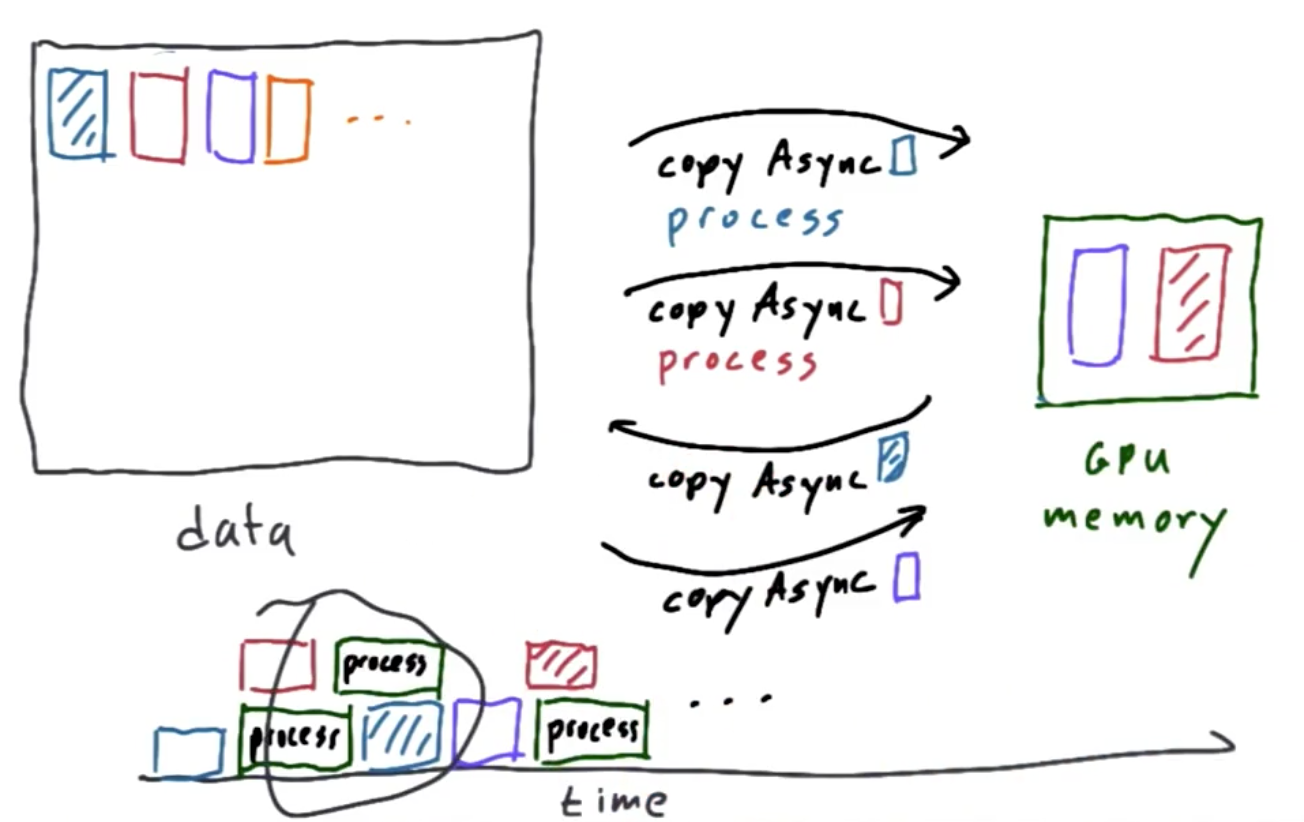 copy Async
process
copy Async
process
copy Async
copy Async
GPU
memory
data
process
process
process
...
time